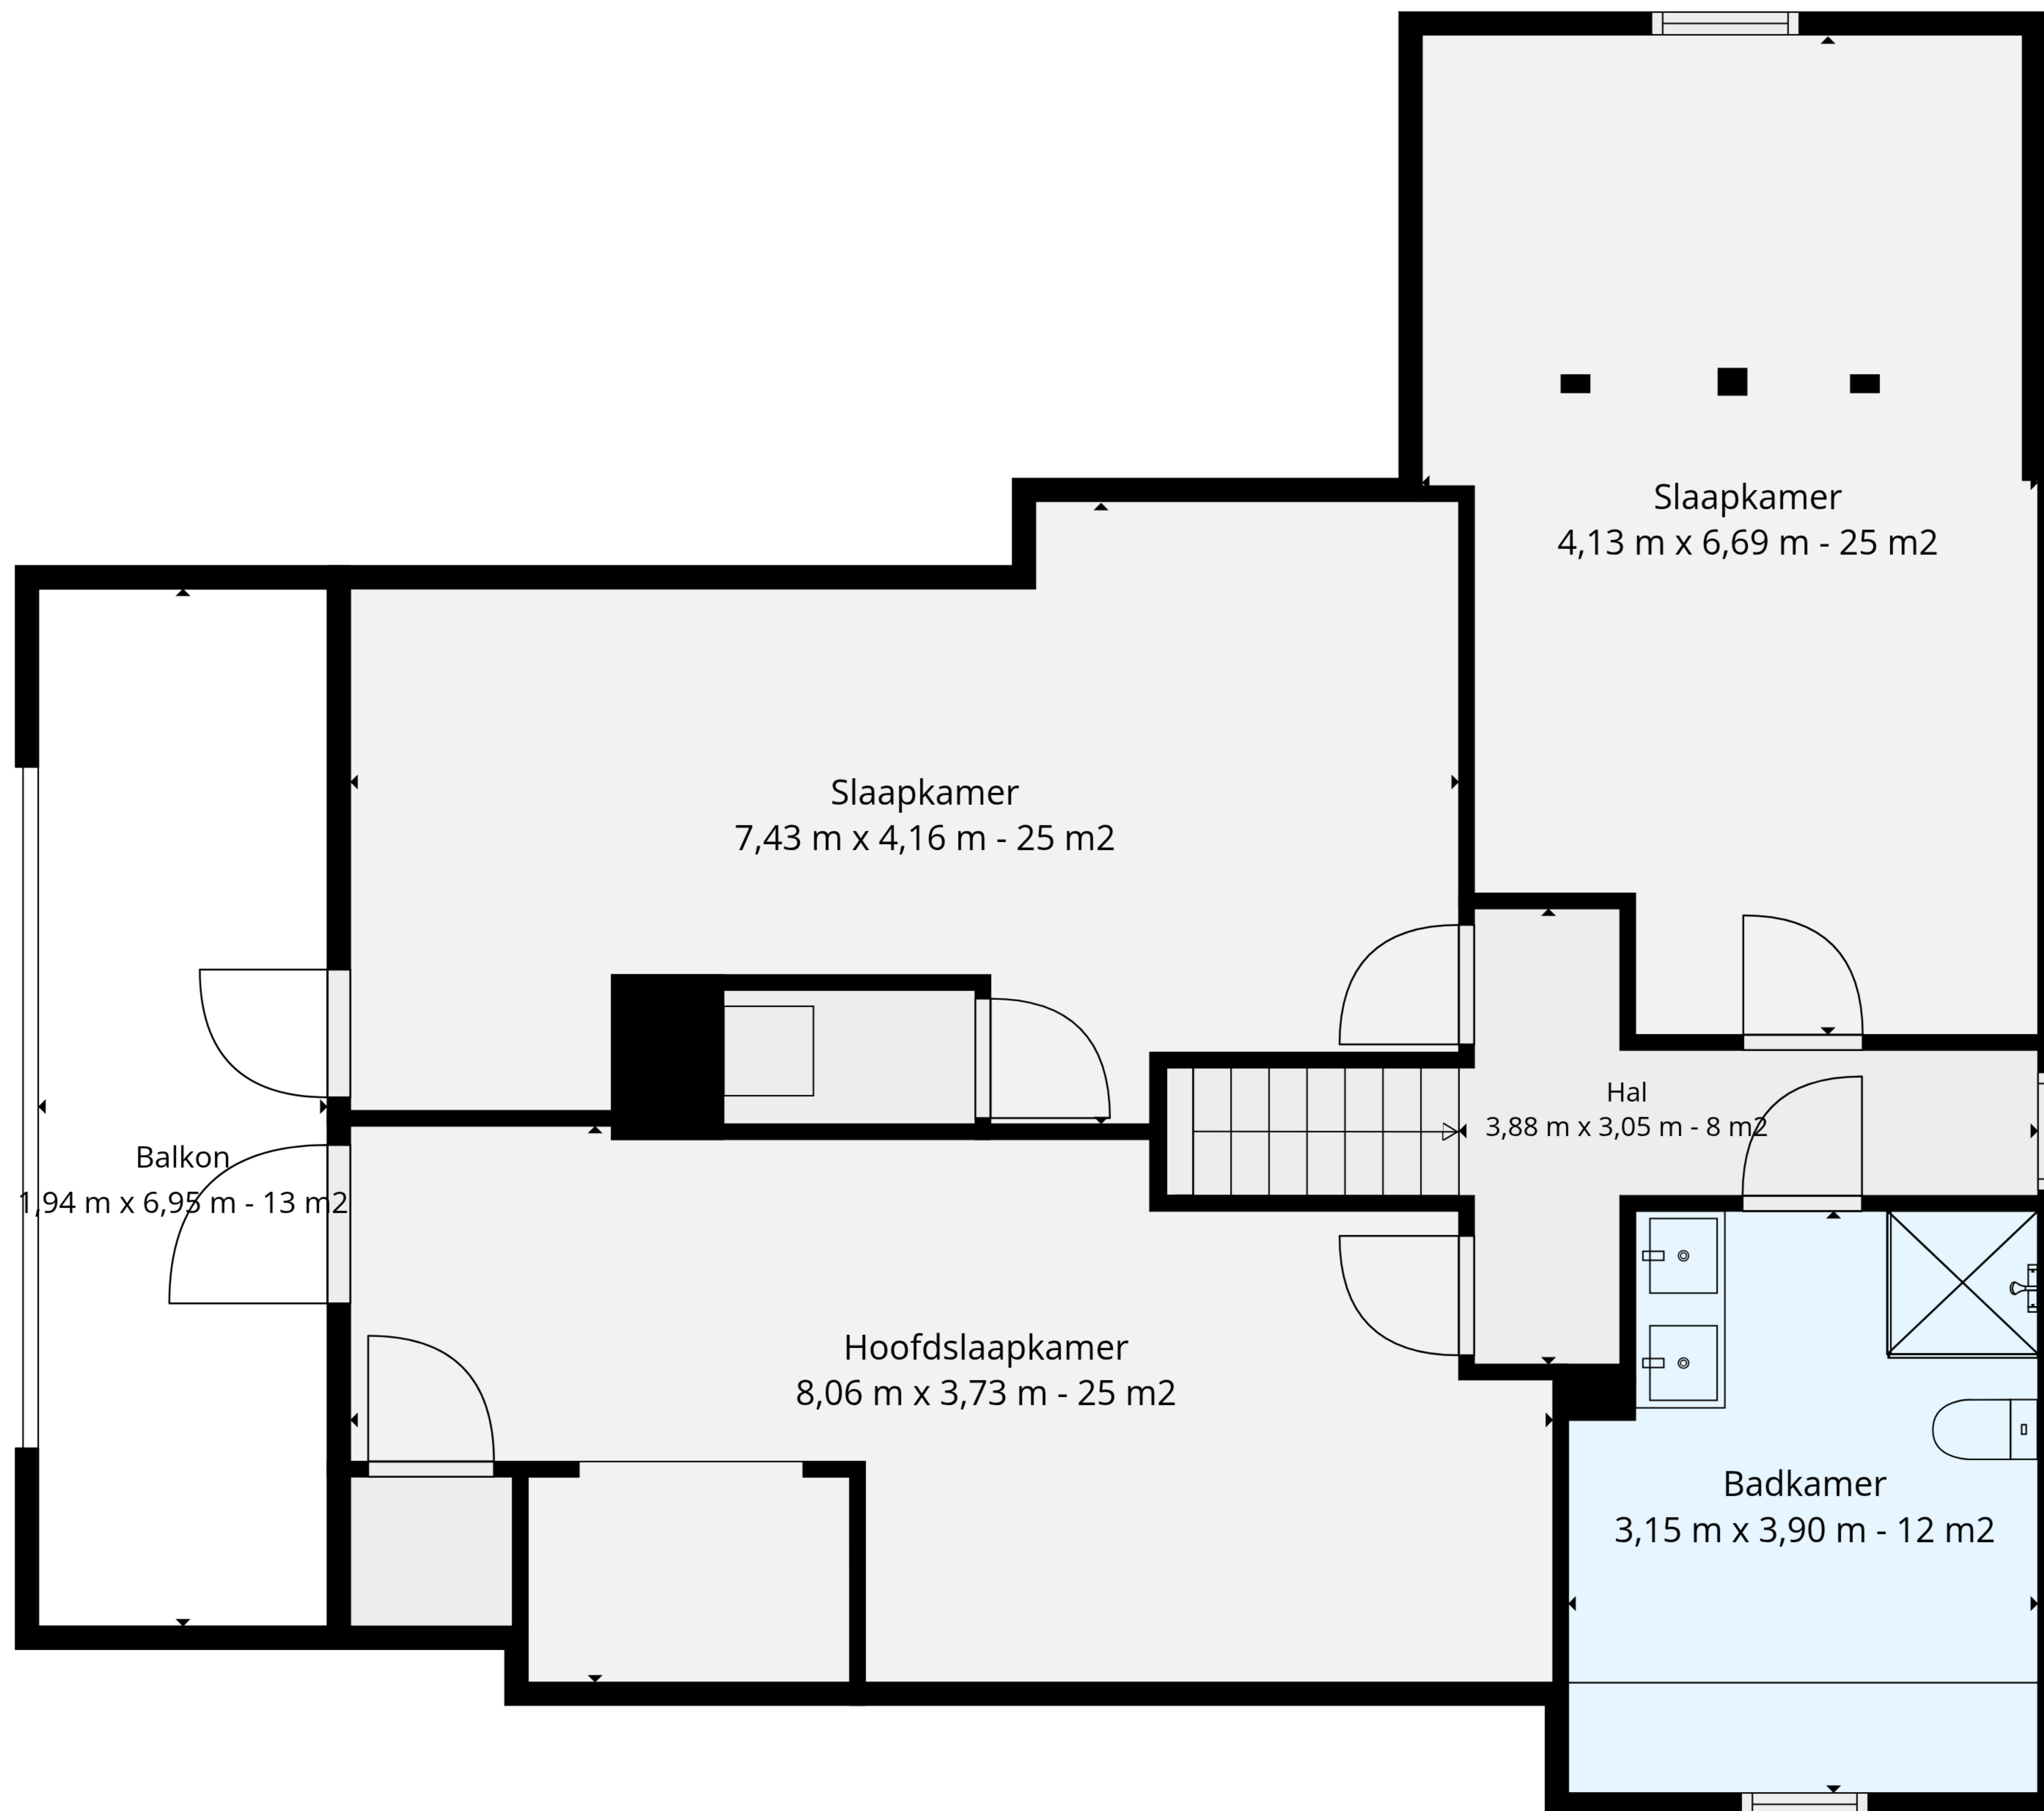 Slaapkamer
4,13 m x 6,69 m - 25 m2
Slaapkamer
7,43 m x 4,16 m - 25 m2
Hal
3,88 m x 3,05 m - 8 m2
Balkon
1,94 m x 6,95 m - 13 m2
Hoofdslaapkamer
8,06 m x 3,73 m - 25 m2
Badkamer
3,15 m x 3,90 m - 12 m2